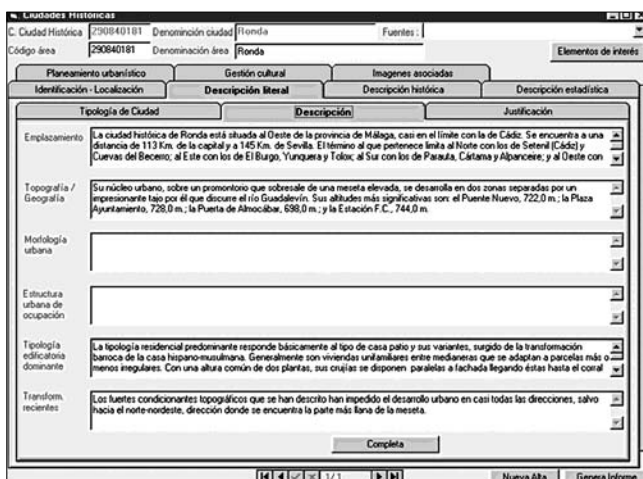 Ciudades Históricas
C. Ciudad Histórica 290840181 Denominción ciudad Ronda Fuentes :
Código área 290840181 Denominación área Ronda Elementos de interés
Planeamiento urbanístico Gestión cultural Imagenes asociadas
Identificación - Localización Descripción literal Descripción histórica Descripción estadística
Tipología de Ciudad Descripción Justificación
Emplazamiento
La ciudad histórica de Ronda está situada al Oeste de la provincia de Málaga, casi en el límite con la de Cádiz. Se encuentra a una
distancia de 113 Km. de la capital y a 145 Km. de Sevilla. El término al que pertenece limita al Norte con los de Setenil (Cádiz) y
Cuevas del Becerro; al Este con los de El Burgo, Yunquera y Tolox; al Sur con los de Parauta, Cártama y Alpandeire; y al Oeste con
Topografía /
Geografía
Su núcleo urbano, sobre un promontorio que sobresale de una meseta elevada, se desarrolla en dos zonas separadas por un
impresionante tajo por él que discurre el río Guadalevín. Sus altitudes más significativas son: el Puente Nuevo, 722,0 m.; la Plaza
Ayuntamiento, 728,0 m.; la Puerta de Almocábar, 698,0 m.; y la Estación F.C., 744,0 m.
Morfología
urbana
Estructura
urbana de
ocupación
Tipología
edificatoria
dominante
La tipología residencial predominante responde básicamente al tipo de casa patio y sus variantes, surgido de la transformación
barroca de la casa hispano-musulmana. Generalmente son viviendas unifamiliares entre medianeras que se adaptan a parcelas más o
menos irregulares. Con una altura común de dos plantas, sus crujías se disponen paralelas a fachada llegando éstas hasta el corral
Transform.
recientes
Los fuertes condicionantes topográficos que se han descrito han impedido el desarrollo urbano en casi todas las direcciones, salvo
hacia el norte-nordeste, dirección donde se encuentra la parte más llana de la meseta.
Completa
1/1 Nueva Alta Genera Informe